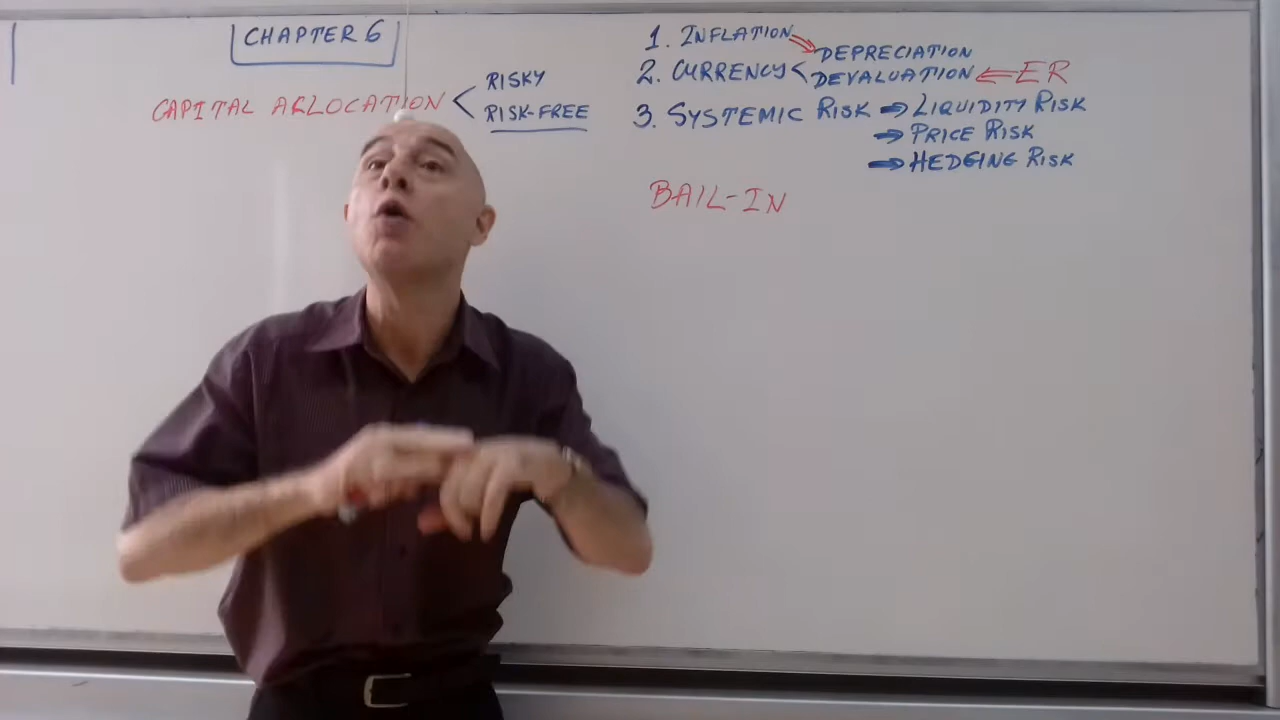 CHAPTER 6
CAPITAL ALLOCATION < RISKY
RISK-FREE
1. INFLATION
DEPRECIATION
2. CURRENCY < DEVALUATION ⇐ ER
3. SYSTEMIC RISK ⇒ LIQUIDITY RISK
⇒ PRICE RISK
⇒ HEDGING RISK
BAIL-IN